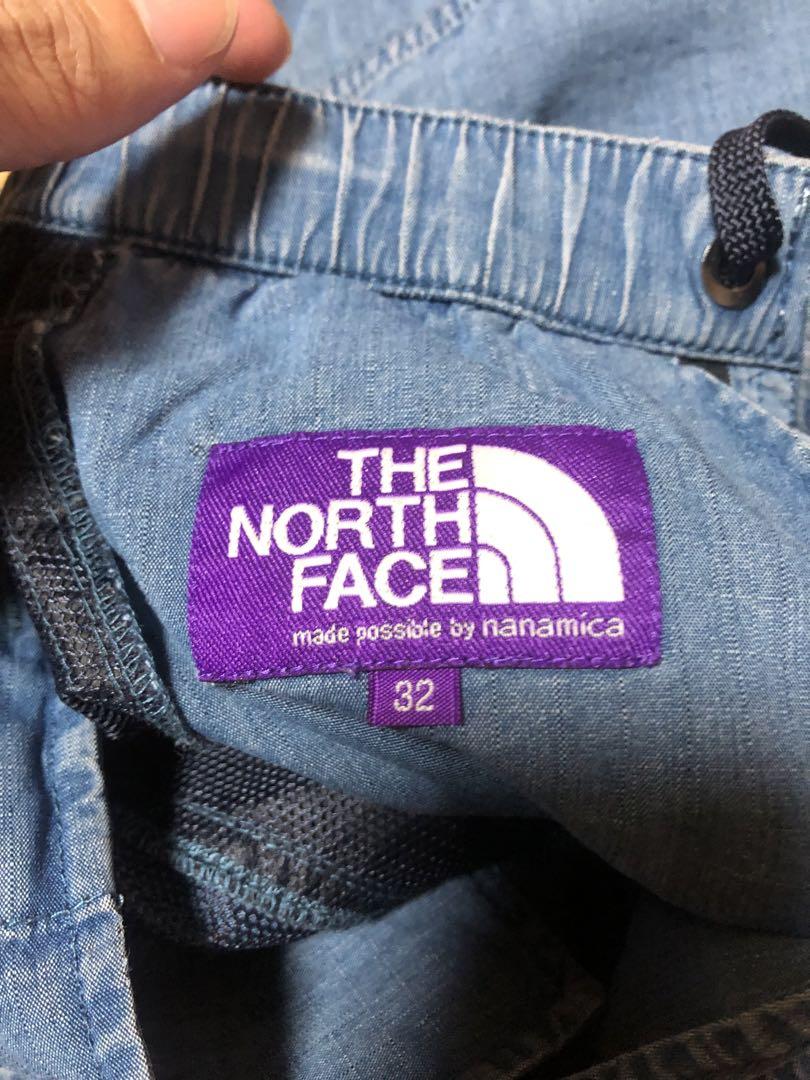 THE
NORTH
FACE
made possible by nanamica
32